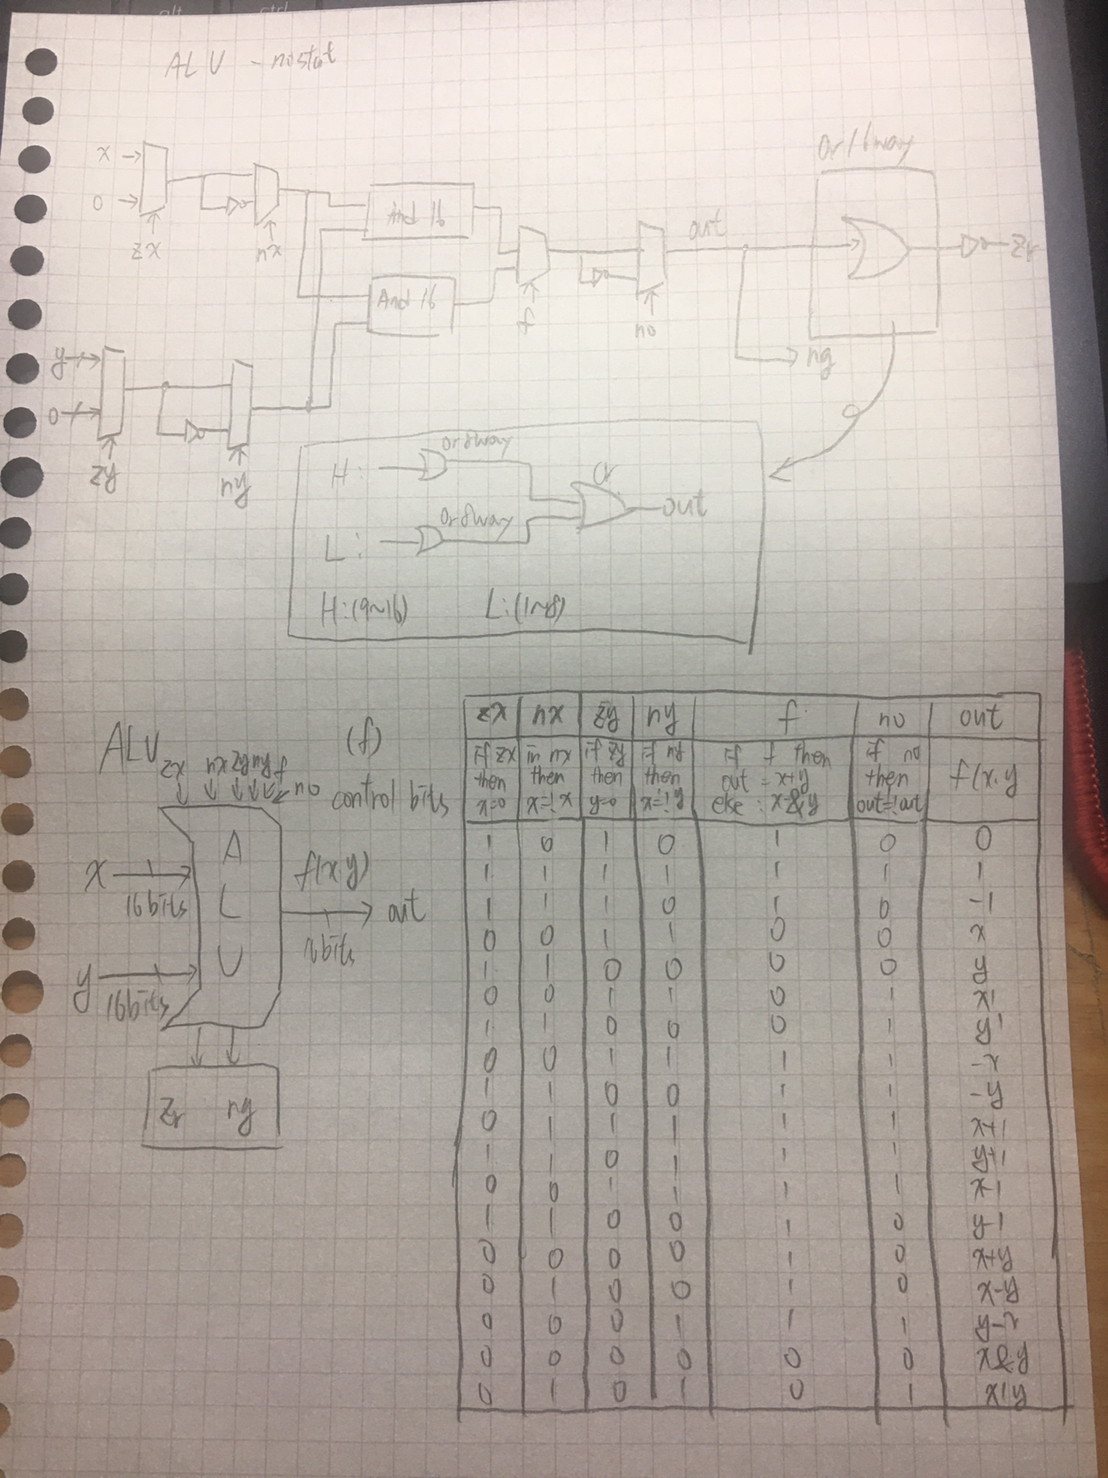 ALU - nostat
Or16way
x
0
zx
nx
And 16
And 16
f
no
out
zr
ng
y
0
zy
ny
H:
Or8way
Or
out
L:
Or8way
H:(9~16) L:(1~8)
ALU (f)
zx nx zy ny f no control bits
x
16bits
y
16bits
A
L
U
f(x,y)
out
16bits
zr ng
zx nx zy ny f no out
if zx if nx if zy if ny if f then if no
then then then then out = x+y then f(x,y
x=0 x=!x y=0 x=!y else : x&y out=!out
1 0 1 0 1 0 0
1 1 1 1 1 1 1
1 1 1 0 1 0 -1
0 0 1 1 0 0 x
1 1 0 0 0 0 y
0 0 1 1 0 1 !x
1 1 0 0 0 1 !y
0 0 1 1 1 1 -x
1 1 0 0 1 1 -y
0 1 1 1 1 1 x+1
1 1 0 1 1 1 y+1
0 0 1 1 1 1 x-1
1 1 0 0 1 0 y-1
0 0 0 0 1 0 x+y
0 1 0 0 1 0 x-y
0 0 0 1 1 1 y-x
0 0 0 0 0 0 x&y
0 1 0 1 0 1 x|y